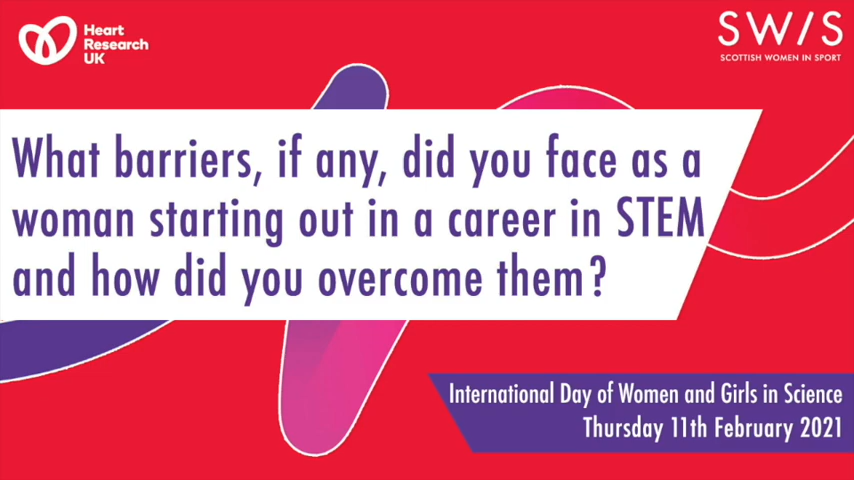 Heart
Research
UK
SW/S
SCOTTISH WOMEN IN SPORT
What barriers, if any, did you face as a
woman starting out in a career in STEM
and how did you overcome them?
International Day of Women and Girls in Science
Thursday 11th February 2021